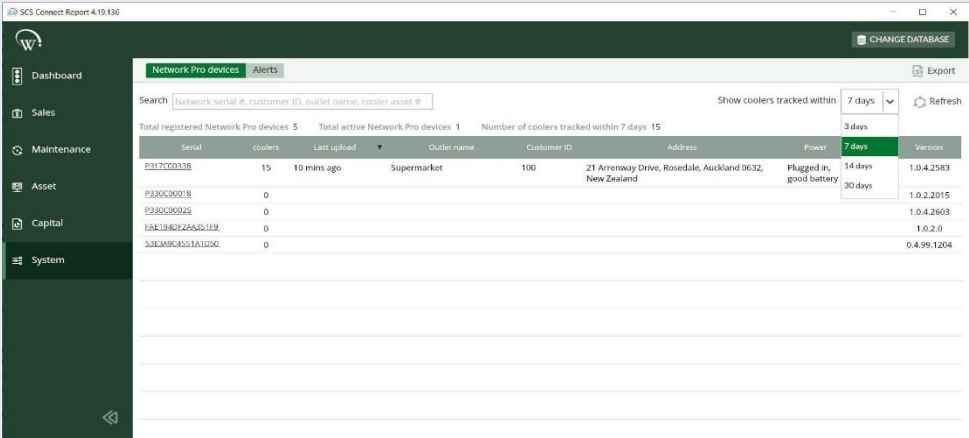 SCS Connect Report 4.19.136
W
CHANGE DATABASE
Dashboard
Sales
Maintenance
Asset
Capital
System
Network Pro devices Alerts
Export
Search Network serial #, customer ID, outlet name, cooler asset #
Show coolers tracked within 7 days Refresh
3 days
7 days
14 days
30 days
Total registered Network Pro devices 5 Total active Network Pro devices 1 Number of coolers tracked within 7 days 15
Serial coolers Last upload Outlet name Customer ID Address Power Version
P317C00338 15 10 mins ago Supermarket 100 21 Arrenway Drive, Rosedale, Auckland 0632, Plugged in, 1.0.4.2583
New Zealand good battery
P330C00018 0 1.0.2.2015
P330C00025 0 1.0.4.2603
FAE194DF2AA351F9 0 1.0.2.0
53E3A9C4551A1D50 0 0.4.99.1204